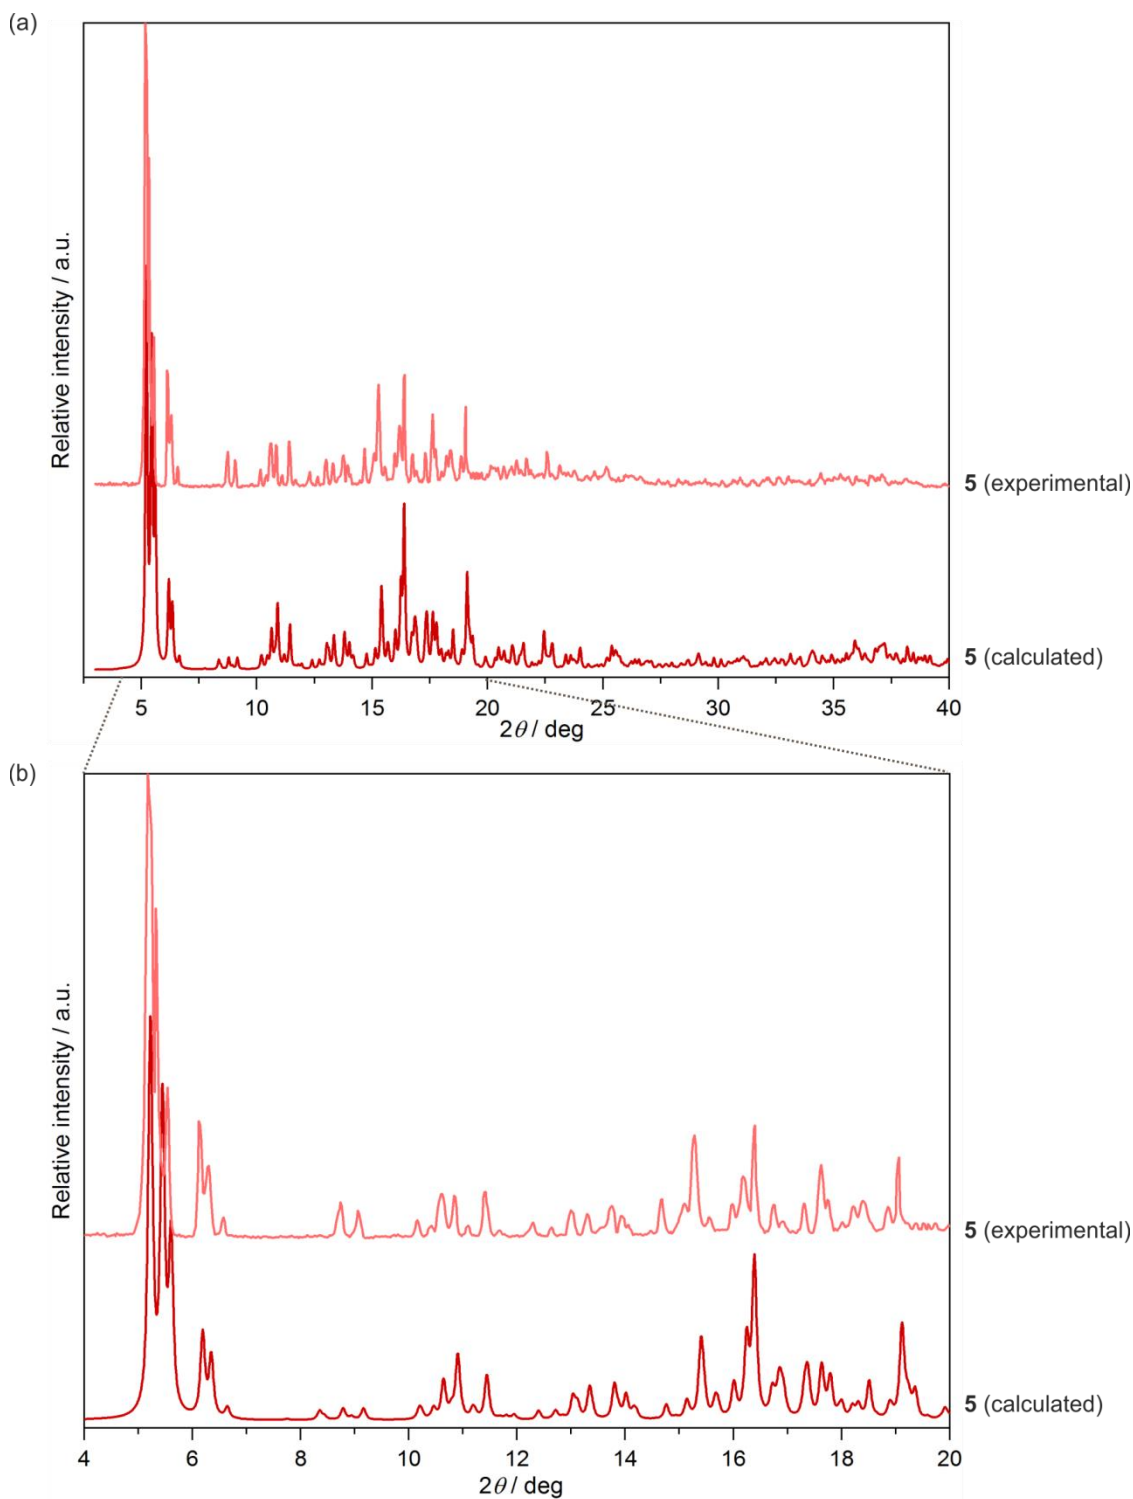 (a)
Relative intensity / a.u.
5 (experimental)
5 (calculated)
5 10 15 20 25 30 35 40
2θ / deg
(b)
Relative intensity / a.u.
5 (experimental)
5 (calculated)
4 6 8 10 12 14 16 18 20
2θ / deg